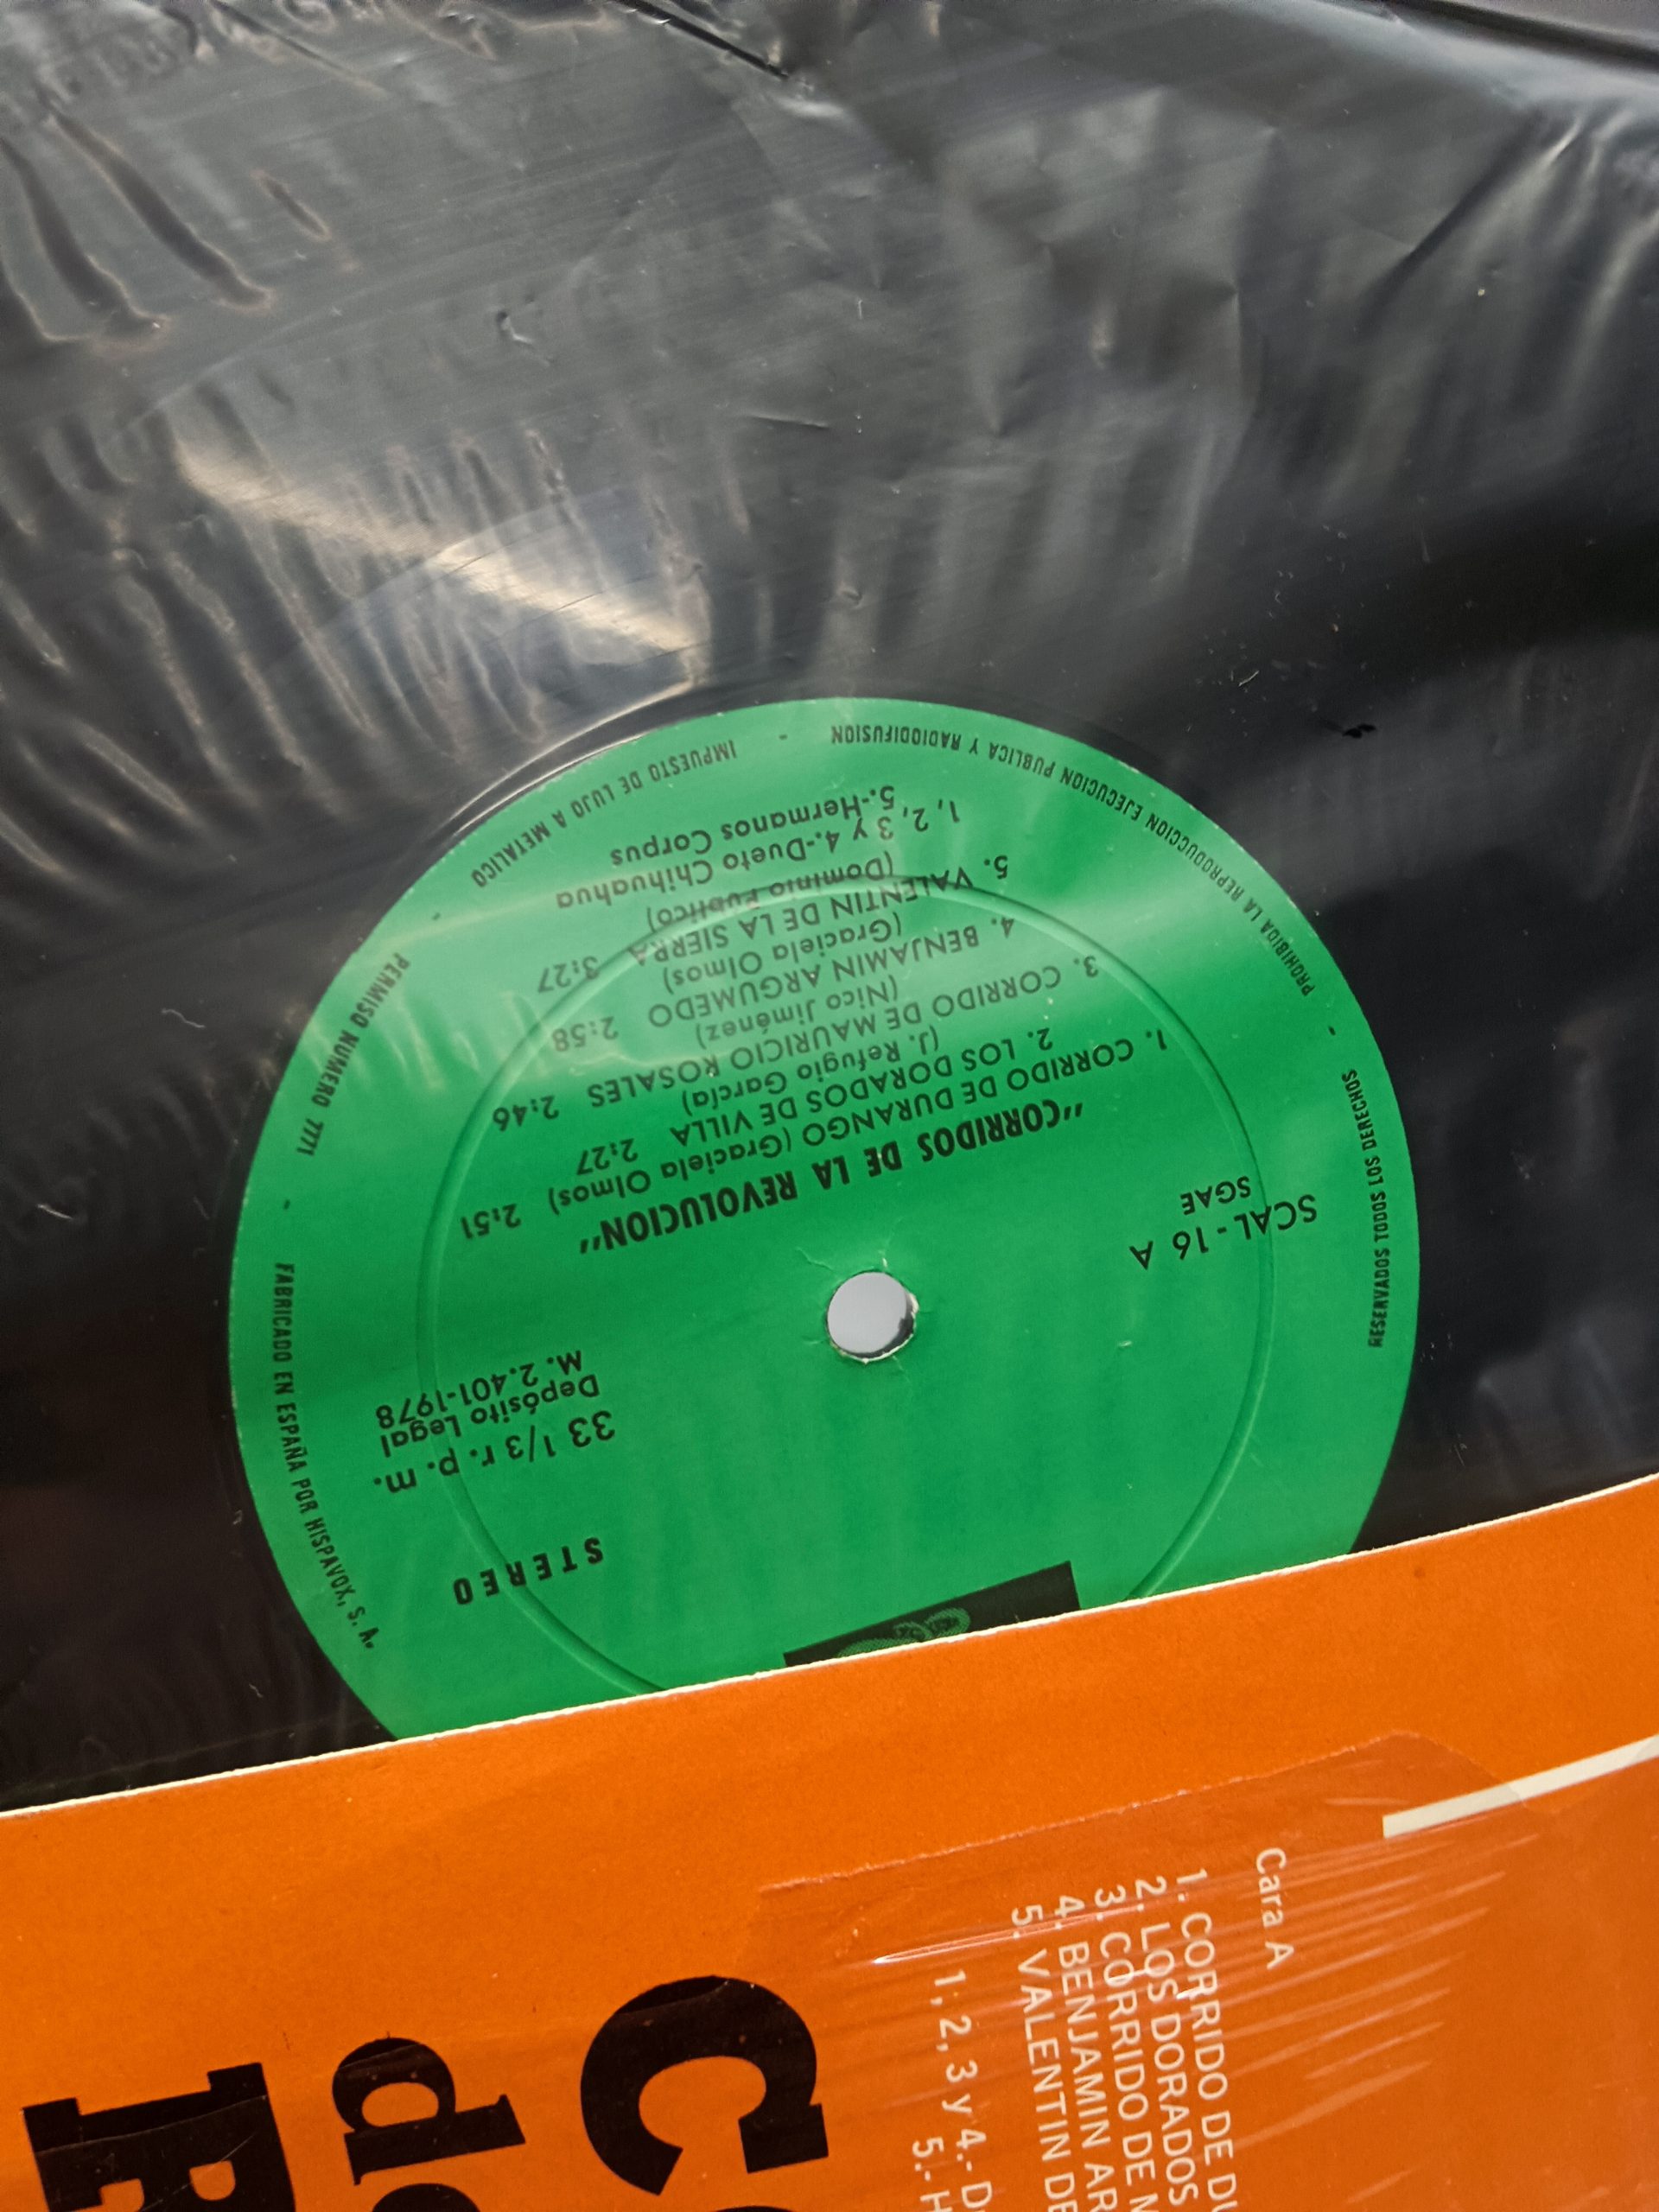 STEREO
33 1/3 r. p. m.
Depósito Legal
M. 2.401-1978
SCAL-16 A
SGAE
"CORRIDOS DE LA REVOLUCION"
1. CORRIDO DE DURANGO (Graciela Olmos) 2:51
2. LOS DORADOS DE VILLA 2:27
(J. Refugio García)
3. CORRIDO DE MAURICIO ROSALES 2:46
(Nico Jiménez)
4. BENJAMIN ARGUMEDO 2:58
(Graciela Olmos)
5. VALENTIN DE LA SIERRA 3:27
(Dominio Publico)
1, 2, 3 y 4.-Dueto Chihuahua
5.-Hermanos Corpus
RESERVADOS TODOS LOS DERECHOS - PROHIBIDA LA REPRODUCCION EJECUCION PUBLICA Y RADIODIFUSION - IMPUESTO DE LUJO A METALICO - PERMISO NUMERO 7771 - FABRICADO EN ESPAÑA POR HISPAVOX, S. A.
Cara A
1. CORRIDO DE DU
2. LOS DORADOS
3. CORRIDO DE M
4. BENJAMIN AR
5. VALENTIN DE
1, 2, 3 y 4.- D
5.- H
C
de
R